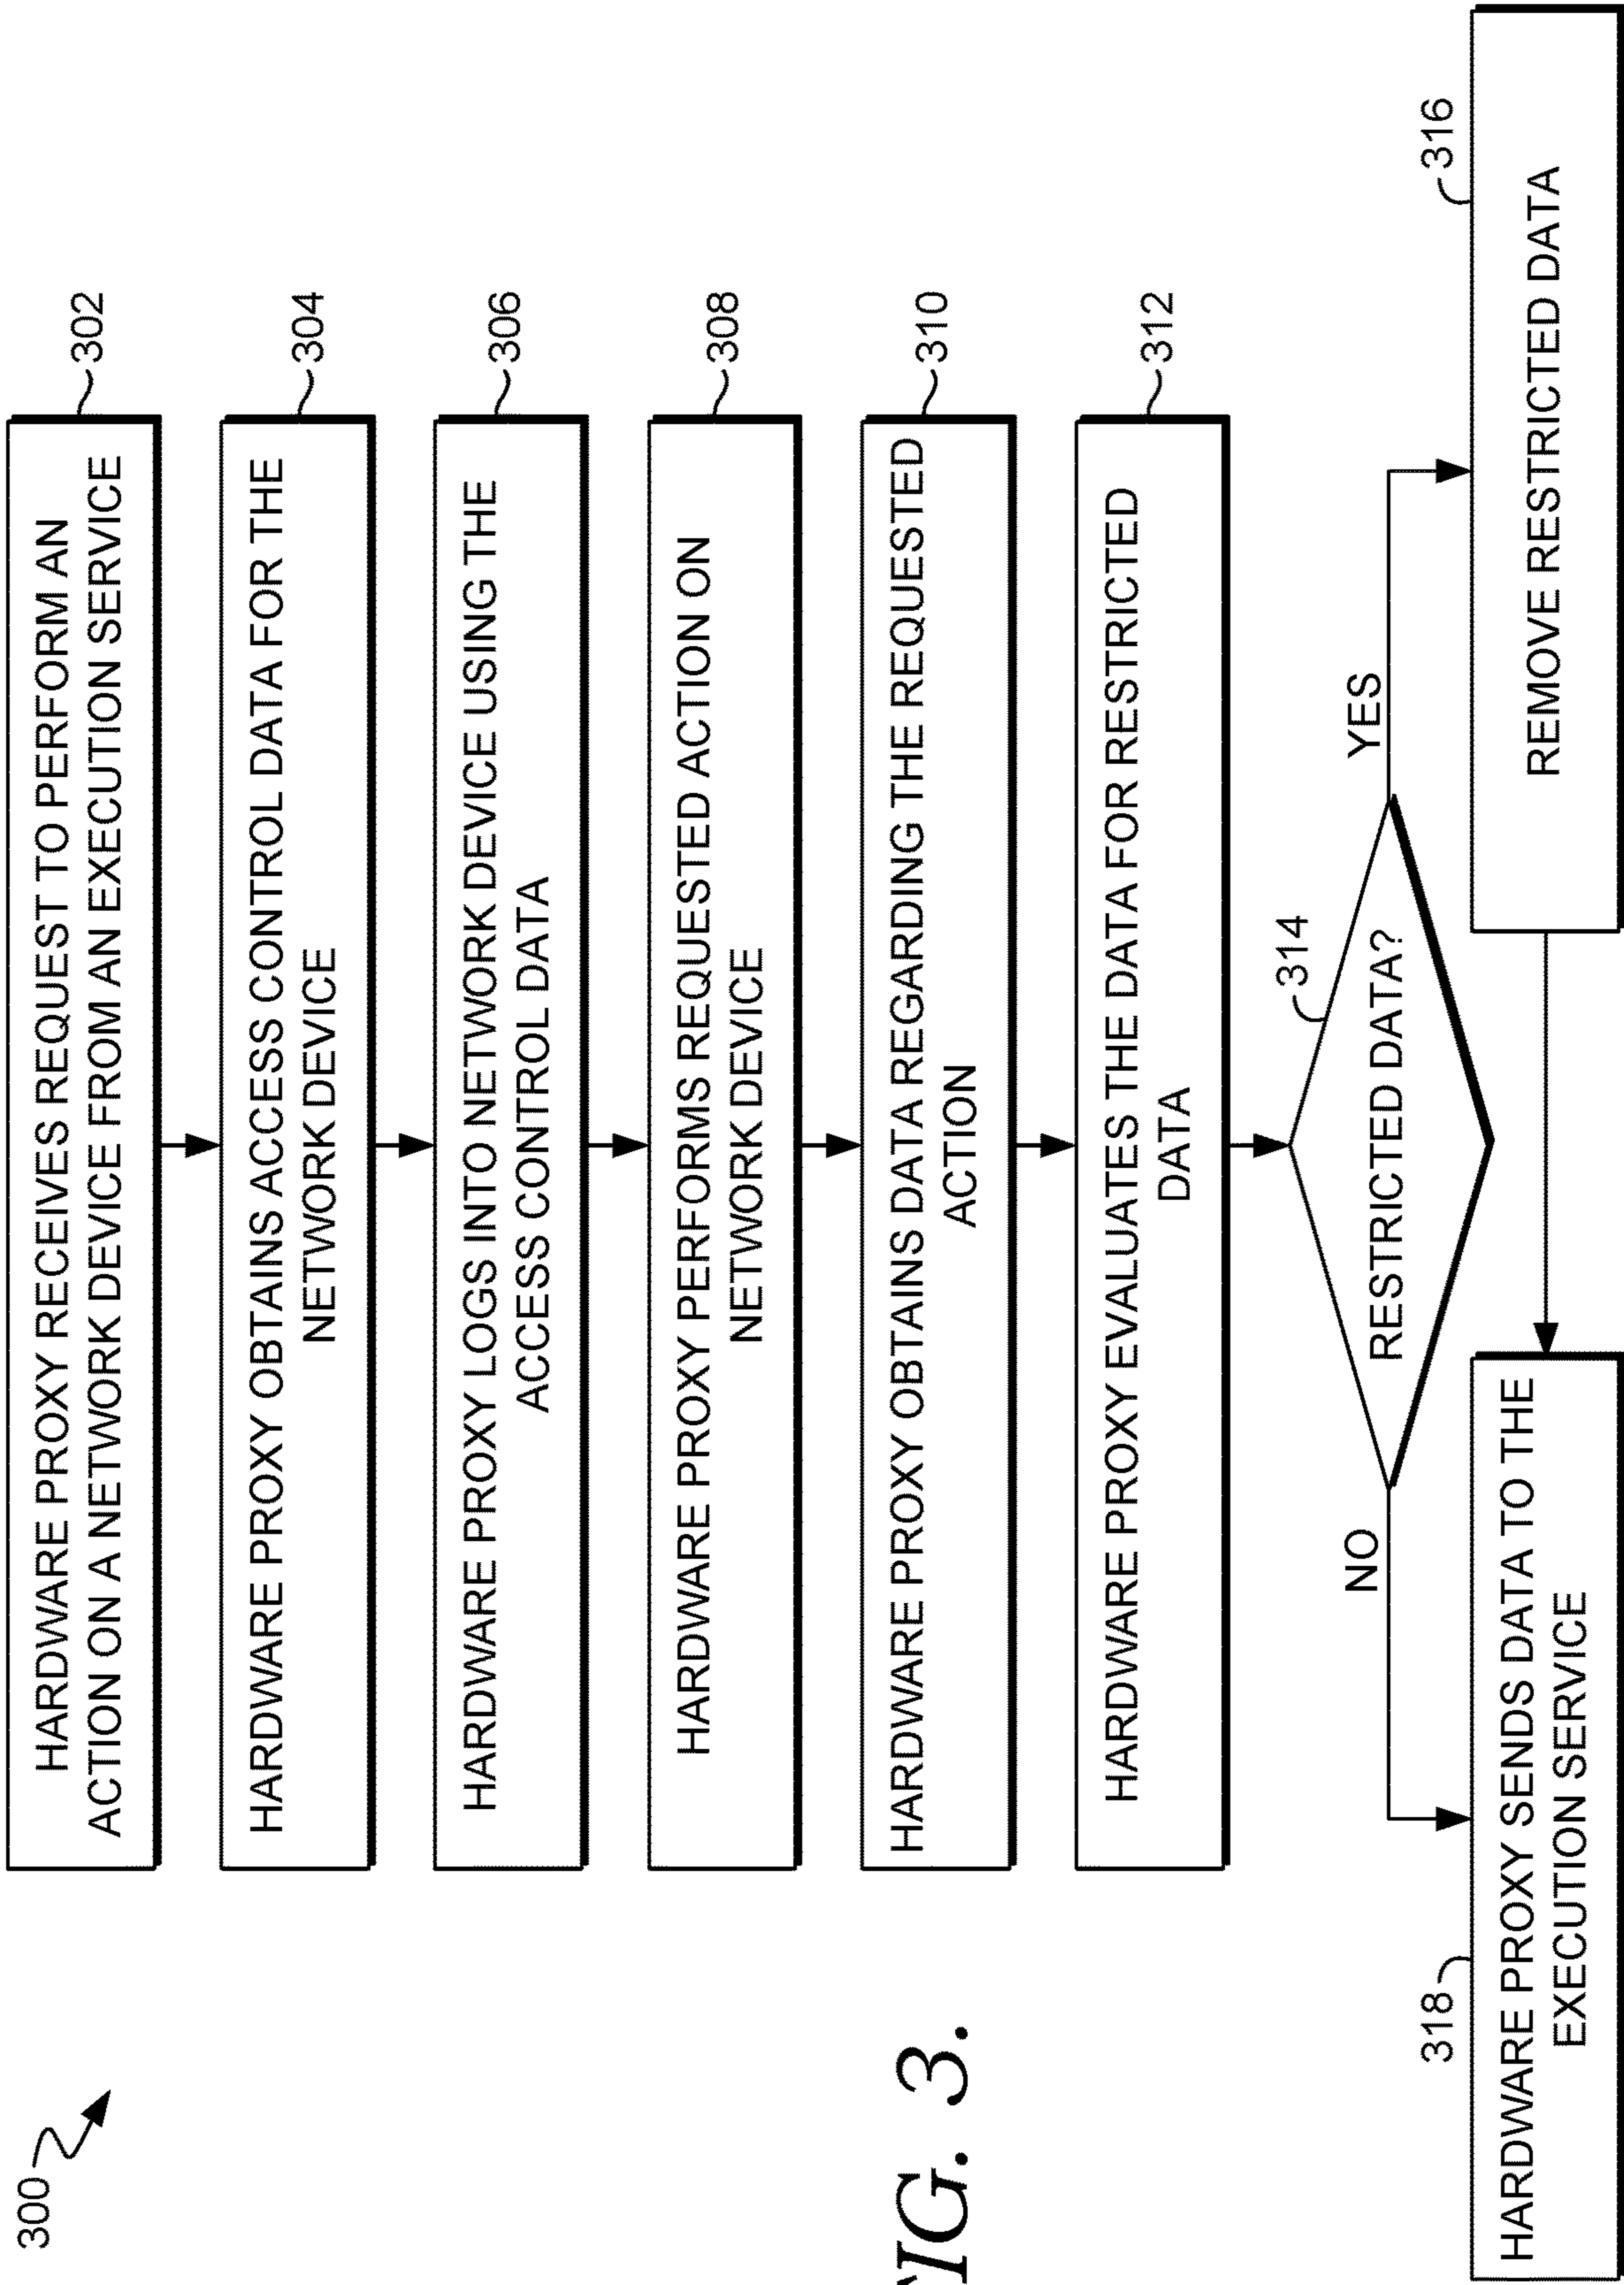 300
HARDWARE PROXY RECEIVES REQUEST TO PERFORM AN
ACTION ON A NETWORK DEVICE FROM AN EXECUTION SERVICE
302
HARDWARE PROXY OBTAINS ACCESS CONTROL DATA FOR THE
NETWORK DEVICE
304
HARDWARE PROXY LOGS INTO NETWORK DEVICE USING THE
ACCESS CONTROL DATA
306
HARDWARE PROXY PERFORMS REQUESTED ACTION ON
NETWORK DEVICE
308
HARDWARE PROXY OBTAINS DATA REGARDING THE REQUESTED
ACTION
310
HARDWARE PROXY EVALUATES THE DATA FOR RESTRICTED
DATA
312
314
RESTRICTED DATA?
NO
YES
318
HARDWARE PROXY SENDS DATA TO THE
EXECUTION SERVICE
316
REMOVE RESTRICTED DATA
FIG. 3.